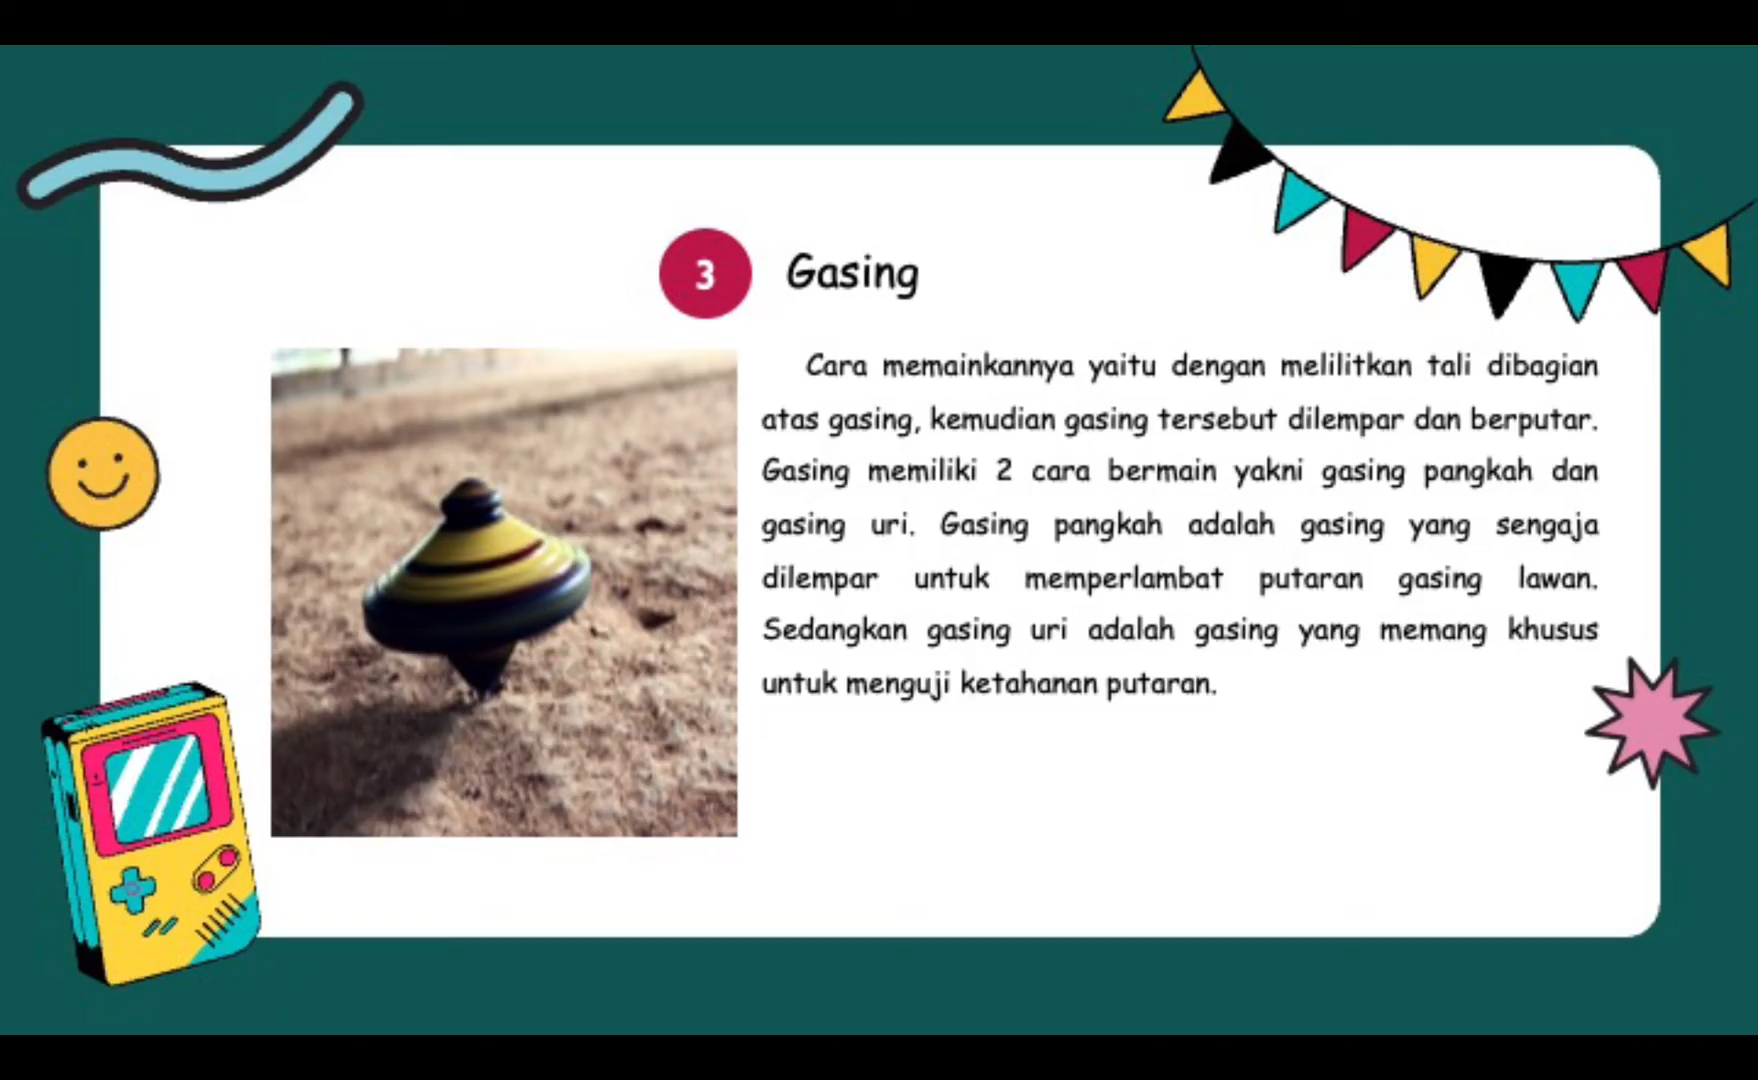 3
Gasing
Cara memainkannya yaitu dengan melilitkan tali dibagian
atas gasing, kemudian gasing tersebut dilempar dan berputar.
Gasing memiliki 2 cara bermain yakni gasing pangkah dan
gasing uri. Gasing pangkah adalah gasing yang sengaja
dilempar untuk memperlambat putaran gasing lawan.
Sedangkan gasing uri adalah gasing yang memang khusus
untuk menguji ketahanan putaran.